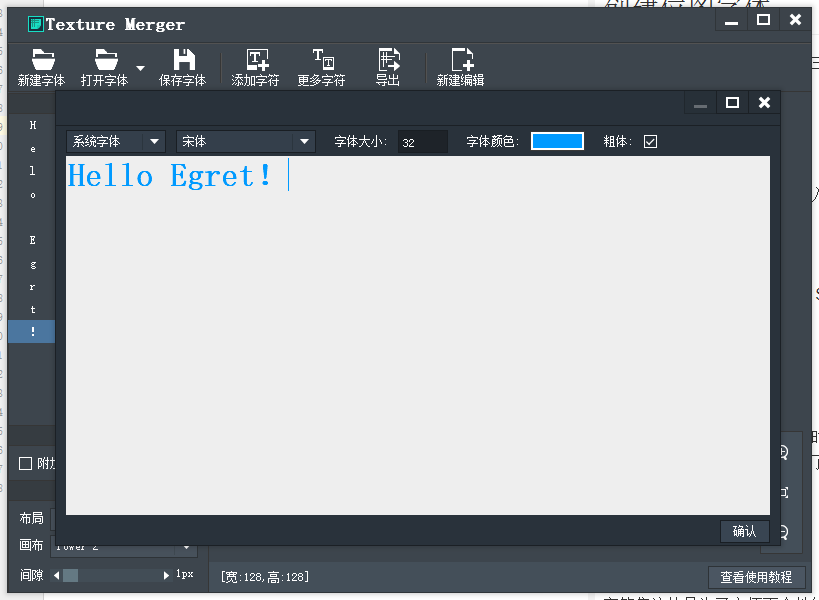 Texture Merger
新建字体 打开字体 保存字体 添加字符 更多字符 导出 新建编辑
系统字体 宋体 字体大小: 32 字体颜色: 粗体:
Hello Egret!
H
e
l
o
E
g
r
t
!
确认
布局
画布
间隙 1px [宽:128,高:128] 查看使用教程